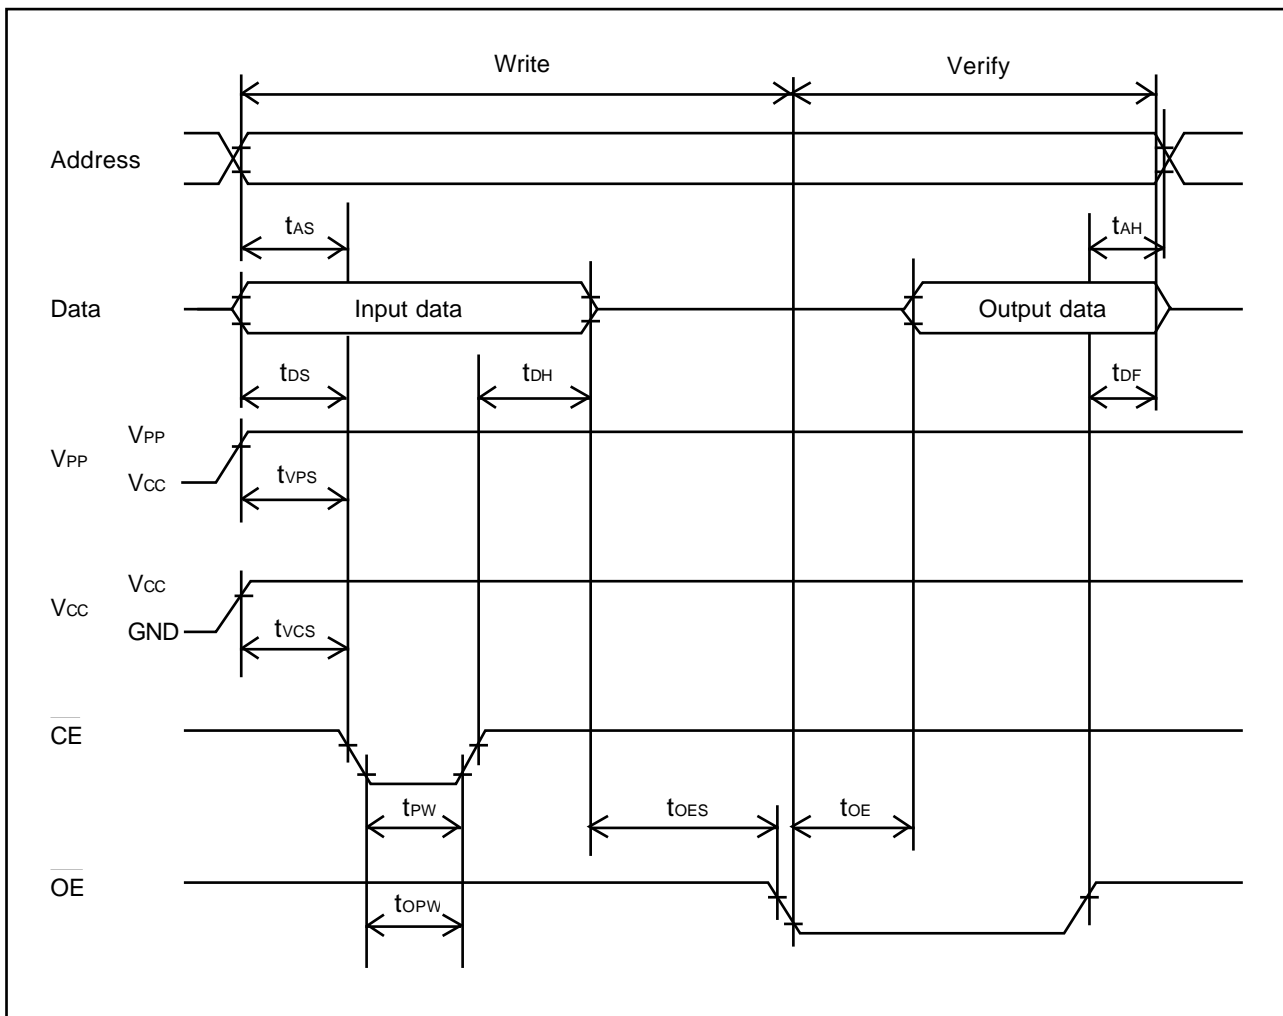 Write
Verify
Address
tAS
tAH
Data
Input data
Output data
tDS
tDH
tDF
VPP
VPP
VCC
tVPS
VCC
VCC
GND
tVCS
CE
tPW
tOES
tOE
OE
tOPW